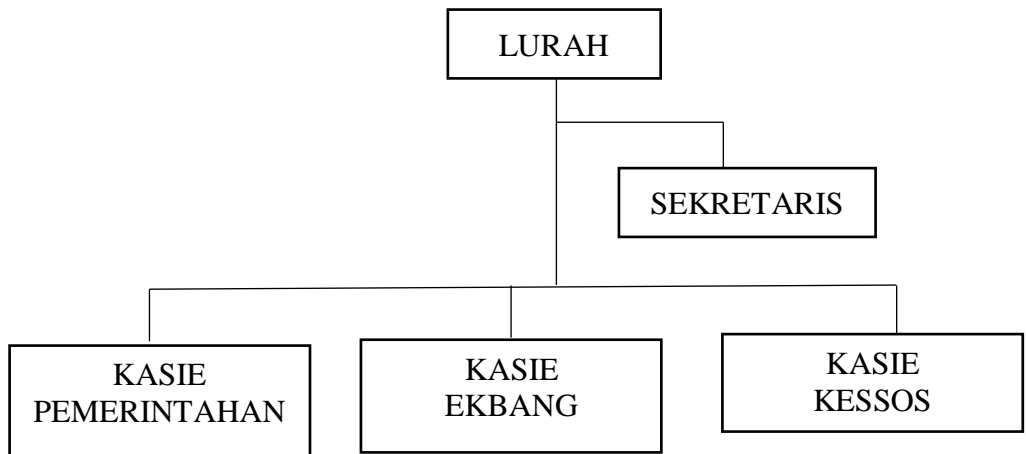 LURAH
SEKRETARIS
KASIE
PEMERINTAHAN
KASIE
EKBANG
KASIE
KESSOS